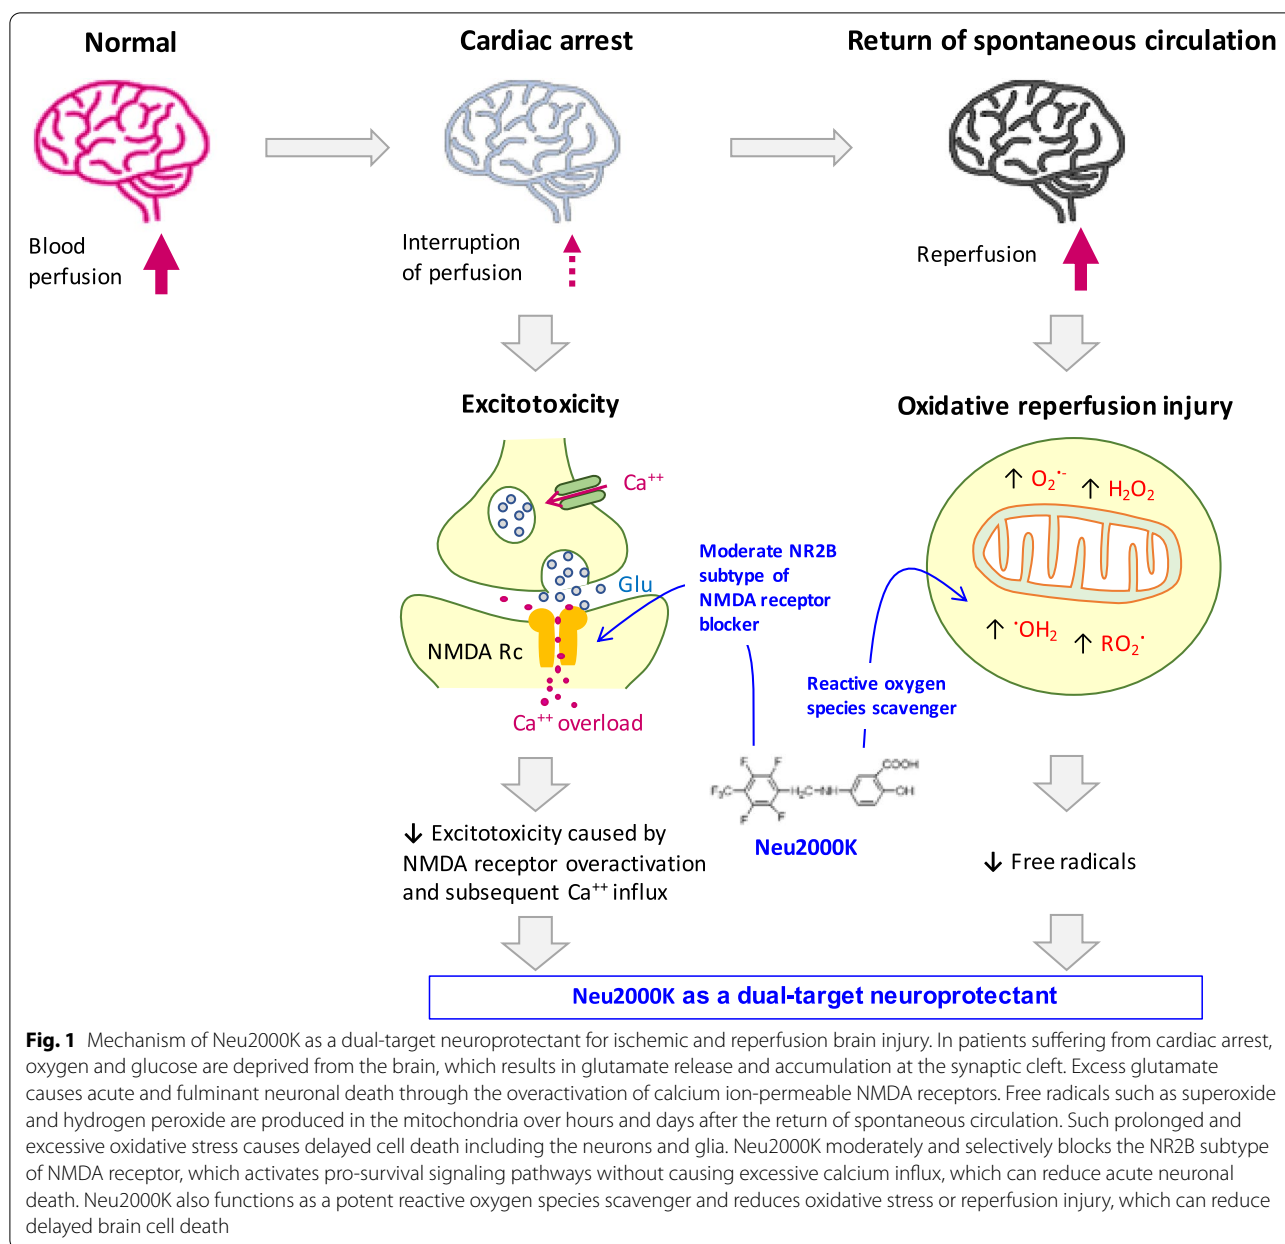 Normal
Cardiac arrest
Return of spontaneous circulation
Blood
perfusion
Interruption
of perfusion
Reperfusion
Excitotoxicity
Oxidative reperfusion injury
Ca⁺⁺
Glu
NMDA Rc
Ca⁺⁺ overload
Moderate NR2B
subtype of
NMDA receptor
blocker
↑ O₂•⁻
↑ H₂O₂
↑ •OH₂
↑ RO₂•
Reactive oxygen
species scavenger
F
F
F₃C
F
F
H₂C
NH
COOH
OH
Neu2000K
↓ Excitotoxicity caused by
NMDA receptor overactivation
and subsequent Ca⁺⁺ influx
↓ Free radicals
Neu2000K as a dual-target neuroprotectant
Fig. 1 Mechanism of Neu2000K as a dual-target neuroprotectant for ischemic and reperfusion brain injury. In patients suffering from cardiac arrest,
oxygen and glucose are deprived from the brain, which results in glutamate release and accumulation at the synaptic cleft. Excess glutamate
causes acute and fulminant neuronal death through the overactivation of calcium ion-permeable NMDA receptors. Free radicals such as superoxide
and hydrogen peroxide are produced in the mitochondria over hours and days after the return of spontaneous circulation. Such prolonged and
excessive oxidative stress causes delayed cell death including the neurons and glia. Neu2000K moderately and selectively blocks the NR2B subtype
of NMDA receptor, which activates pro-survival signaling pathways without causing excessive calcium influx, which can reduce acute neuronal
death. Neu2000K also functions as a potent reactive oxygen species scavenger and reduces oxidative stress or reperfusion injury, which can reduce
delayed brain cell death